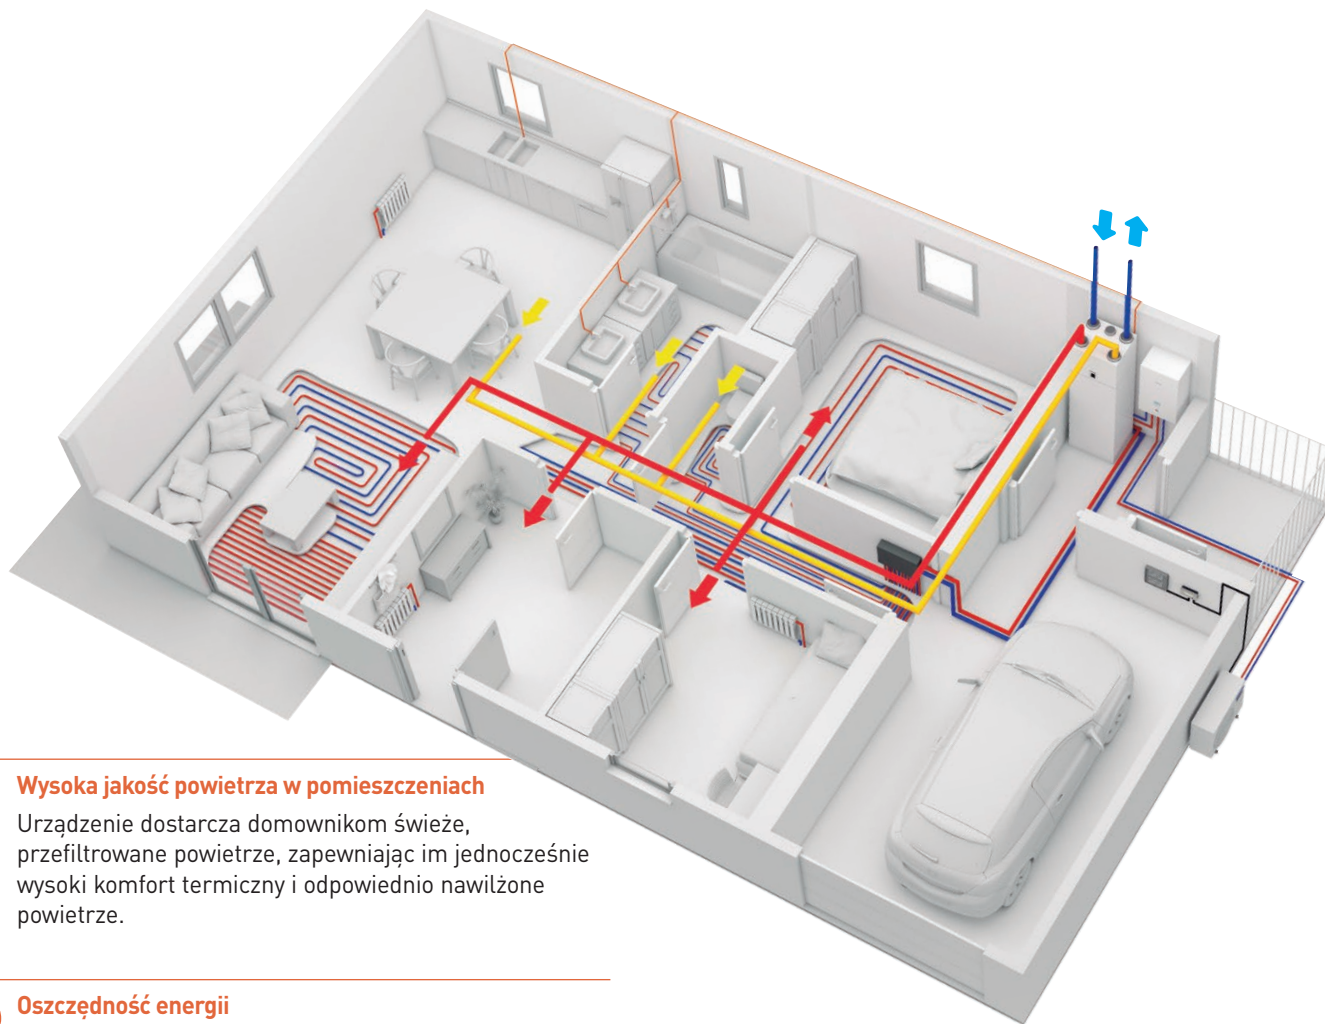 Wysoka jakość powietrza w pomieszczeniach
Urządzenie dostarcza domownikom świeże,
przefiltrowane powietrze, zapewniając im jednocześnie
wysoki komfort termiczny i odpowiednio nawilżone
powietrze.
Oszczędność energii